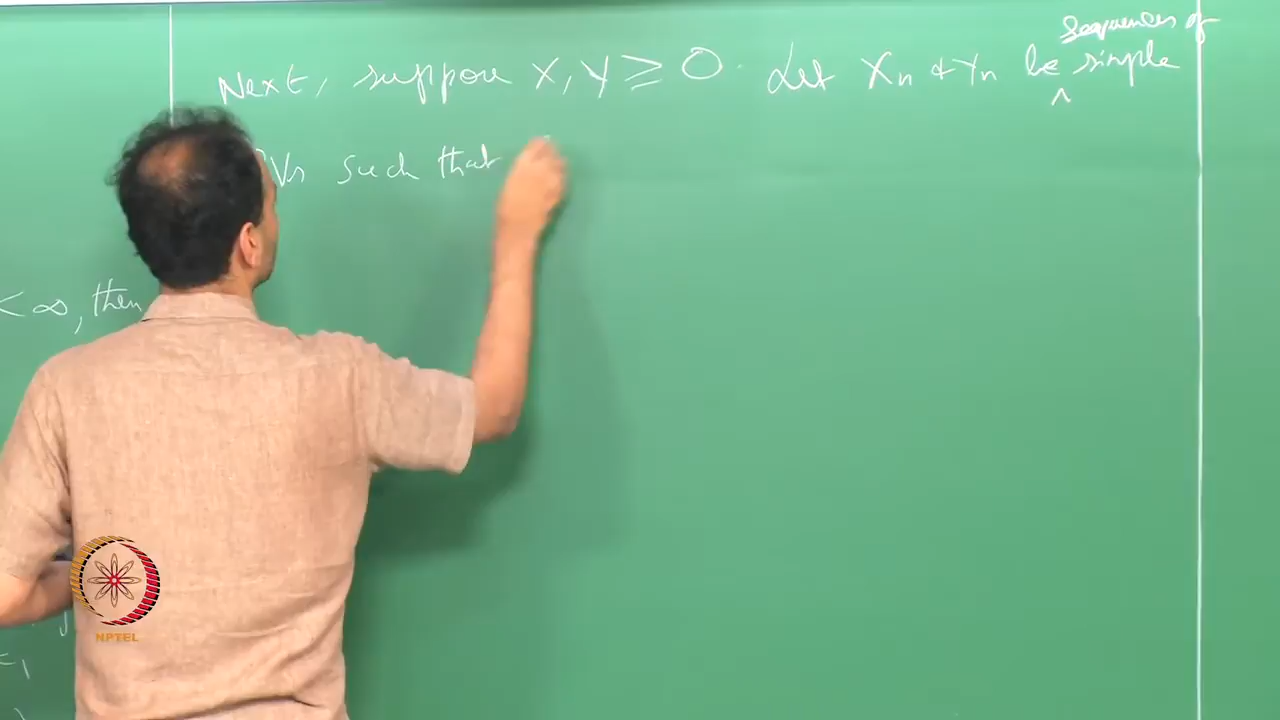 sequences of
Next, suppose X, Y ≥ 0. Let Xn & Yn be ^ simple
RVs such that
< ∞, then
NPTEL